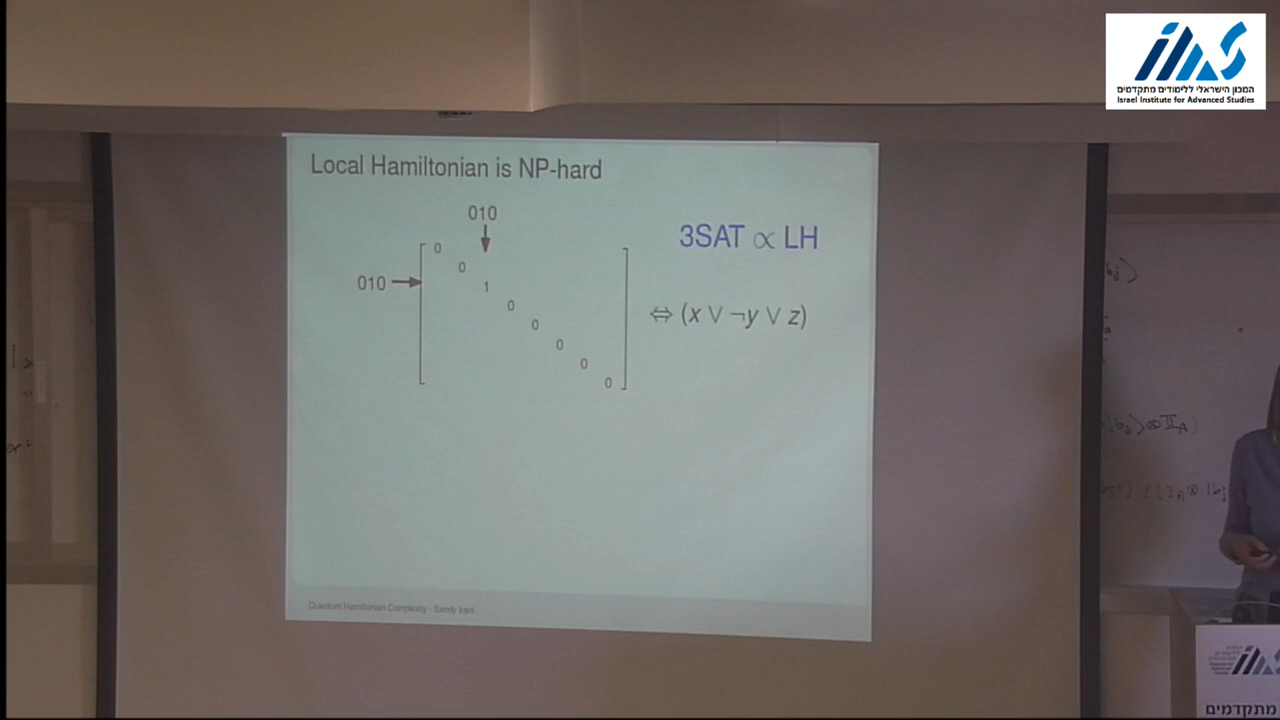 המכון הישראלי ללימודים מתקדמים
Israel Institute for Advanced Studies
Local Hamiltonian is NP-hard
010
3SAT ∝ LH
010
0
0
1
0
0
0
0
0
⇔ (x ∨ ¬y ∨ z)
Quantum Hamiltonian Complexity - Sandy Irani
מתקדמים